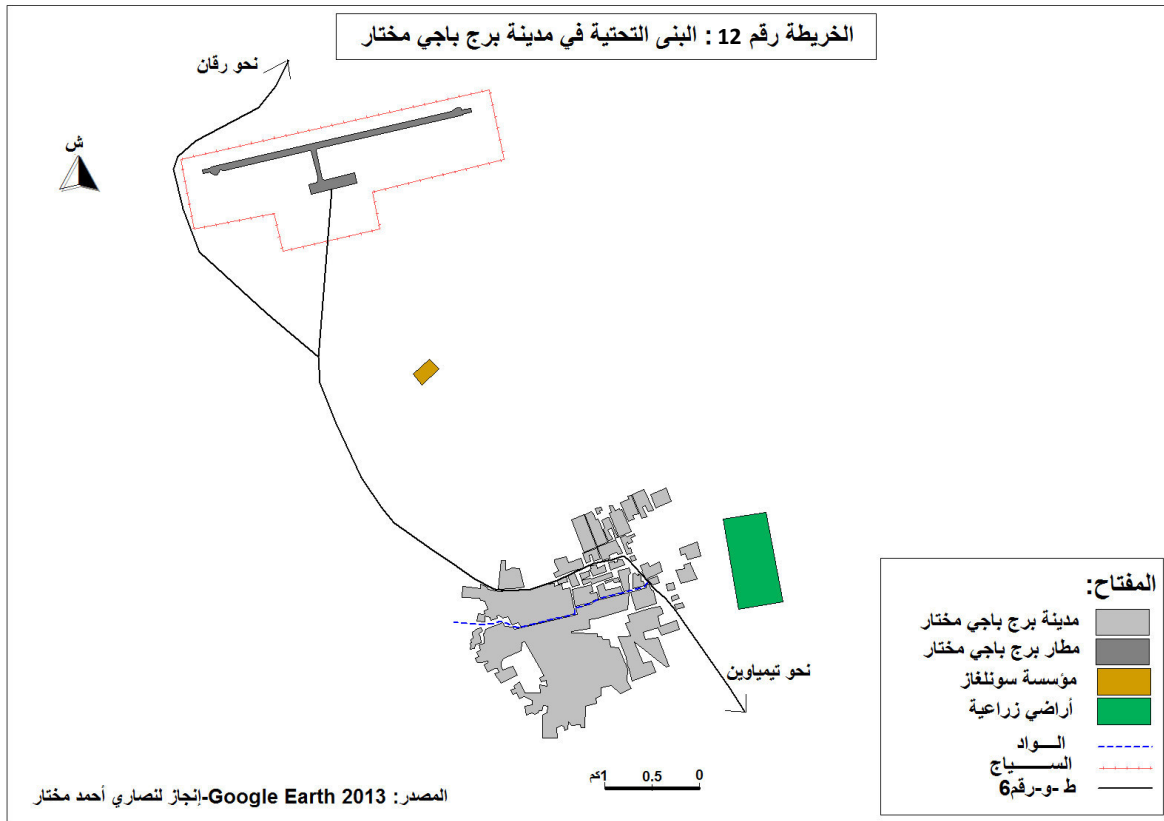 الخريطة رقم 12 : البنى التحتية في مدينة برج باجي مختار
نحو رقان
ش
نحو تيمياوين
المفتاح:
مدينة برج باجي مختار
مطار برج باجي مختار
مؤسسة سونلغاز
أراضي زراعية
الـــواد
الســـــياج
ط -و-رقم6
1كم 0.5 0
المصدر: Google Earth 2013-إنجاز لنصاري أحمد مختار